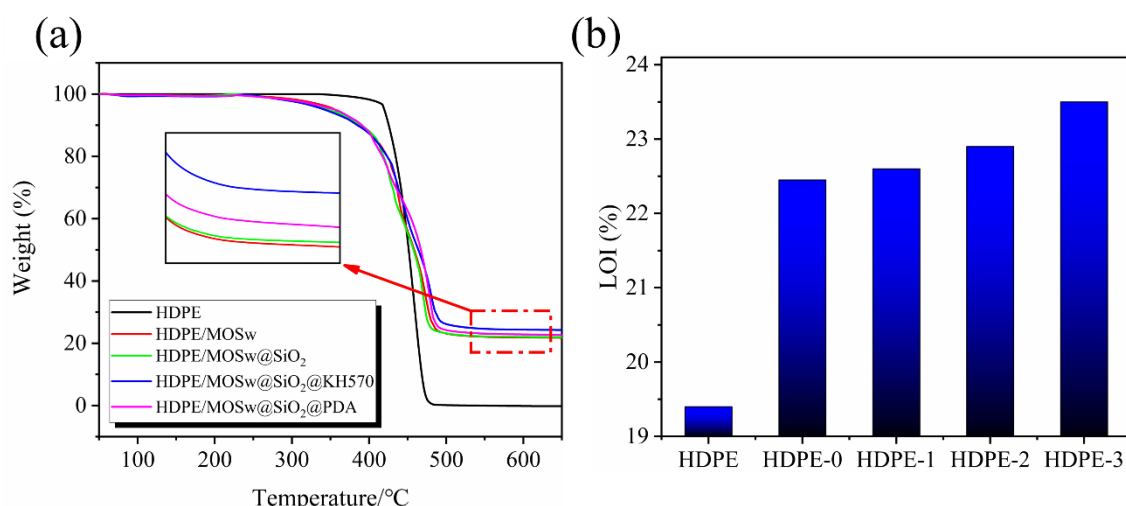 (a)
Weight (%)
100
80
60
40
20
0
HDPE
HDPE/MOSw
HDPE/MOSw@SiO₂
HDPE/MOSw@SiO₂@KH570
HDPE/MOSw@SiO₂@PDA
100 200 300 400 500 600
Temperature/℃
(b)
LOI (%)
24
23
22
21
20
19
HDPE HDPE-0 HDPE-1 HDPE-2 HDPE-3